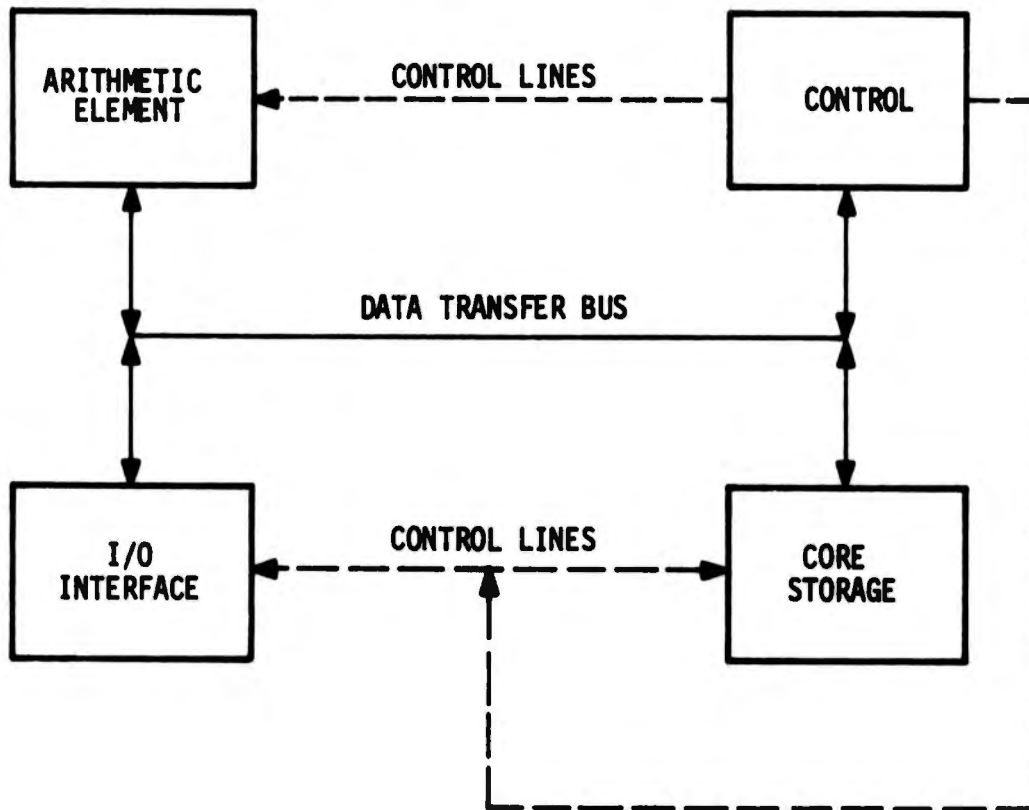 ARITHMETIC
ELEMENT
CONTROL LINES
CONTROL
DATA TRANSFER BUS
I/O
INTERFACE
CONTROL LINES
CORE
STORAGE